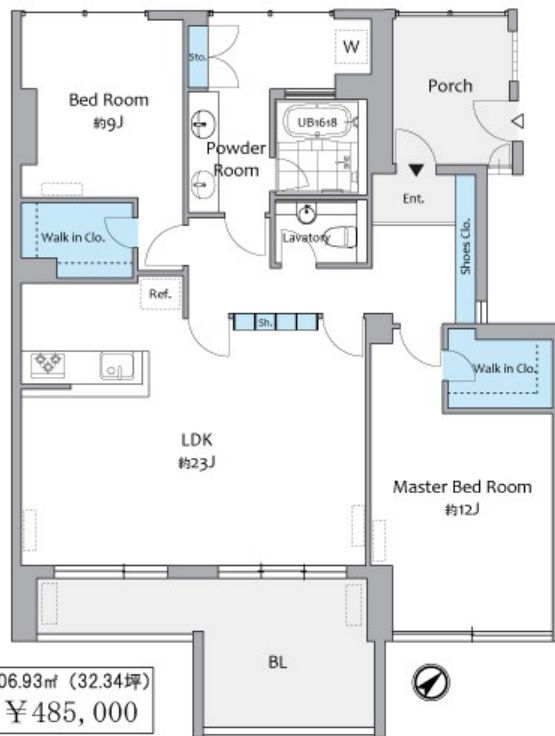 W
Sto.
Bed Room
約9J
Porch
UB1618
Powder
Room
Ent.
Walk in Clo.
Lavatory
Shoes Clo.
Ref.
Sh.
Walk in Clo.
LDK
約23J
Master Bed Room
約12J
BL
06.93㎡ (32.34坪)
¥485,000